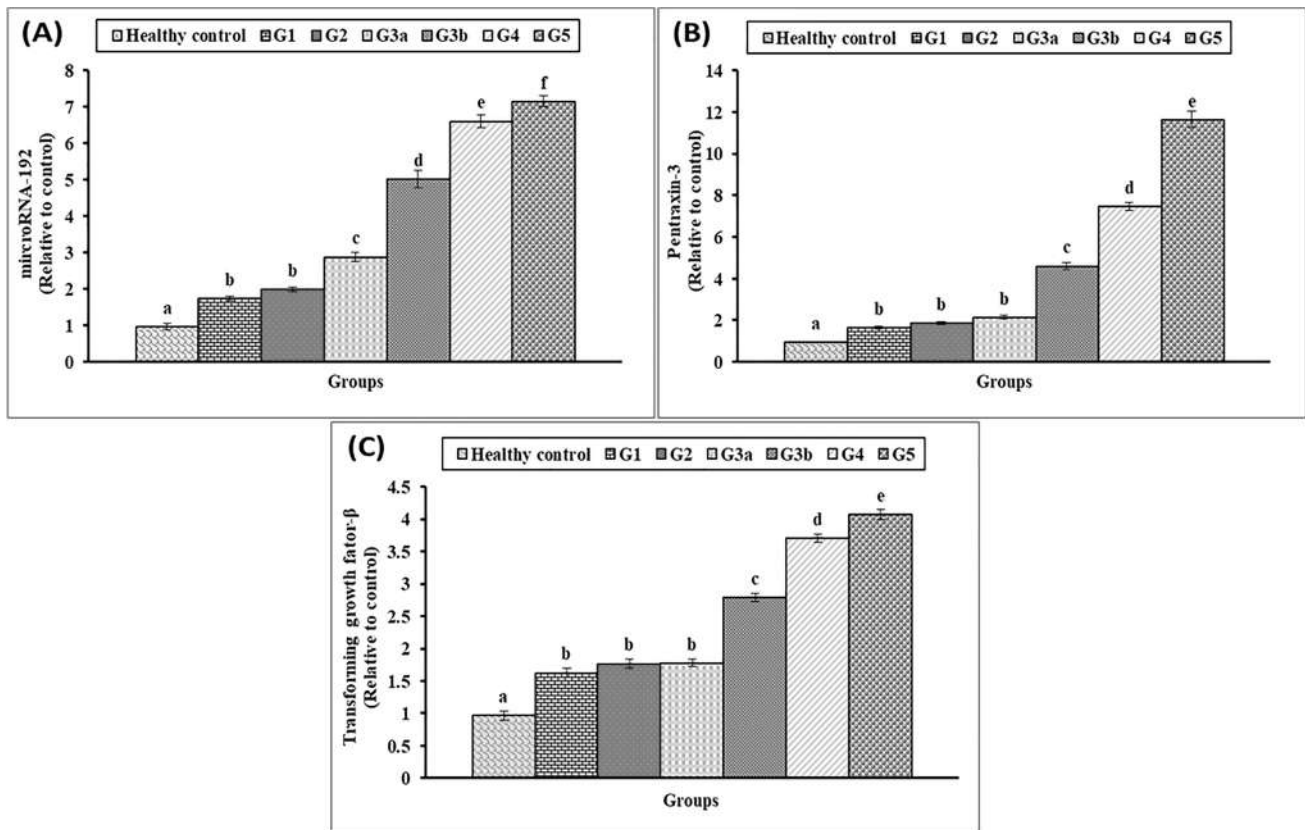 (A)
Healthy control G1 G2 G3a G3b G4 G5
mircroRNA-192
(Relative to control)
8
7
6
5
4
3
2
1
0
a
b
b
c
d
e
f
Groups
(B)
Healthy control G1 G2 G3a G3b G4 G5
Pentraxin-3
(Relative to control)
14
12
10
8
6
4
2
0
a
b
b
b
c
d
e
Groups
(C)
Healthy control G1 G2 G3a G3b G4 G5
Transforming growth fator-β
(Relative to control)
4.5
4
3.5
3
2.5
2
1.5
1
0.5
0
a
b
b
b
c
d
e
Groups